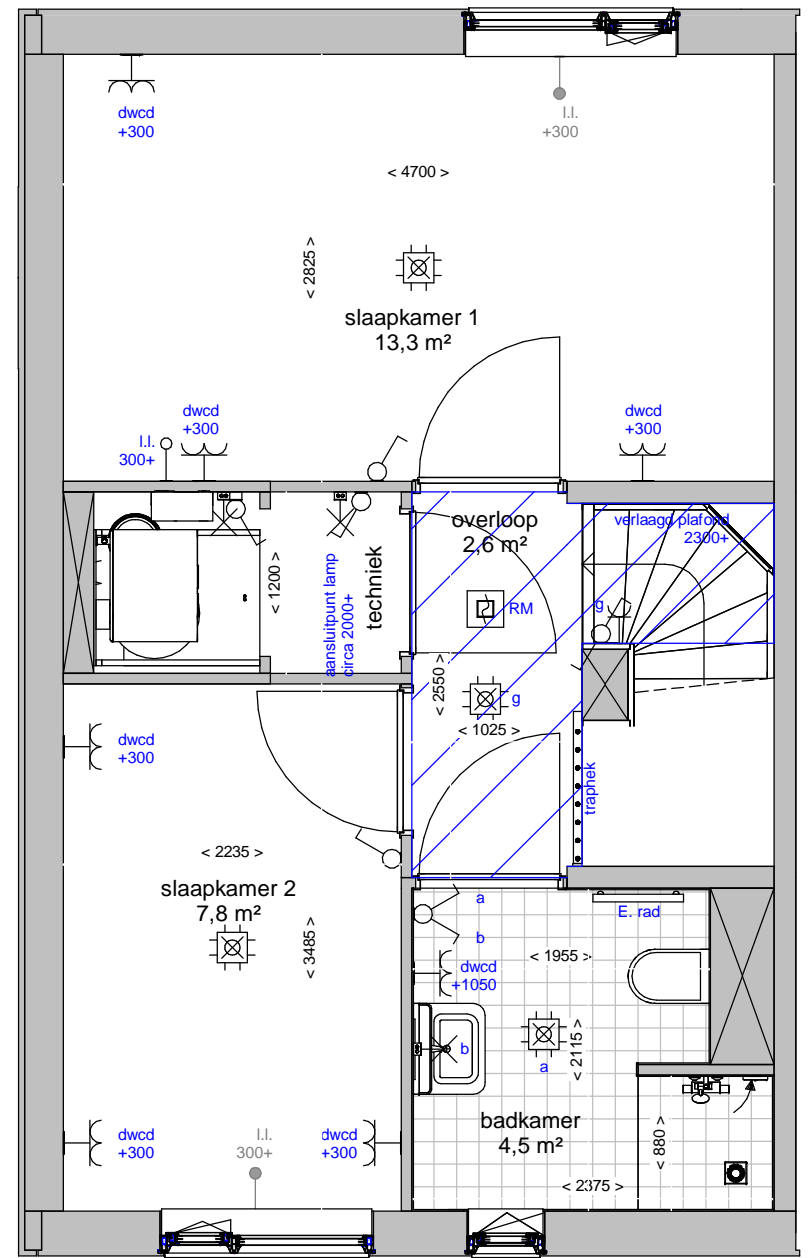 dwcd
+300
l.l.
+300
< 4700 >
< 2825 >
slaapkamer 1
13,3 m²
dwcd
+300
l.l.
300+
dwcd
+300
overloop
2,6 m²
verlaagd plafond
2300+
< 1200 >
aansluitpunt lamp
circa 2000+
techniek
RM
g
g
< 2550 >
< 1025 >
traphek
dwcd
+300
< 2235 >
slaapkamer 2
7,8 m²
< 3485 >
a
b
E. rad
dwcd
+1050
< 1955 >
b
a
< 2115 >
badkamer
4,5 m²
< 880 >
< 2375 >
dwcd
+300
l.l.
300+
dwcd
+300